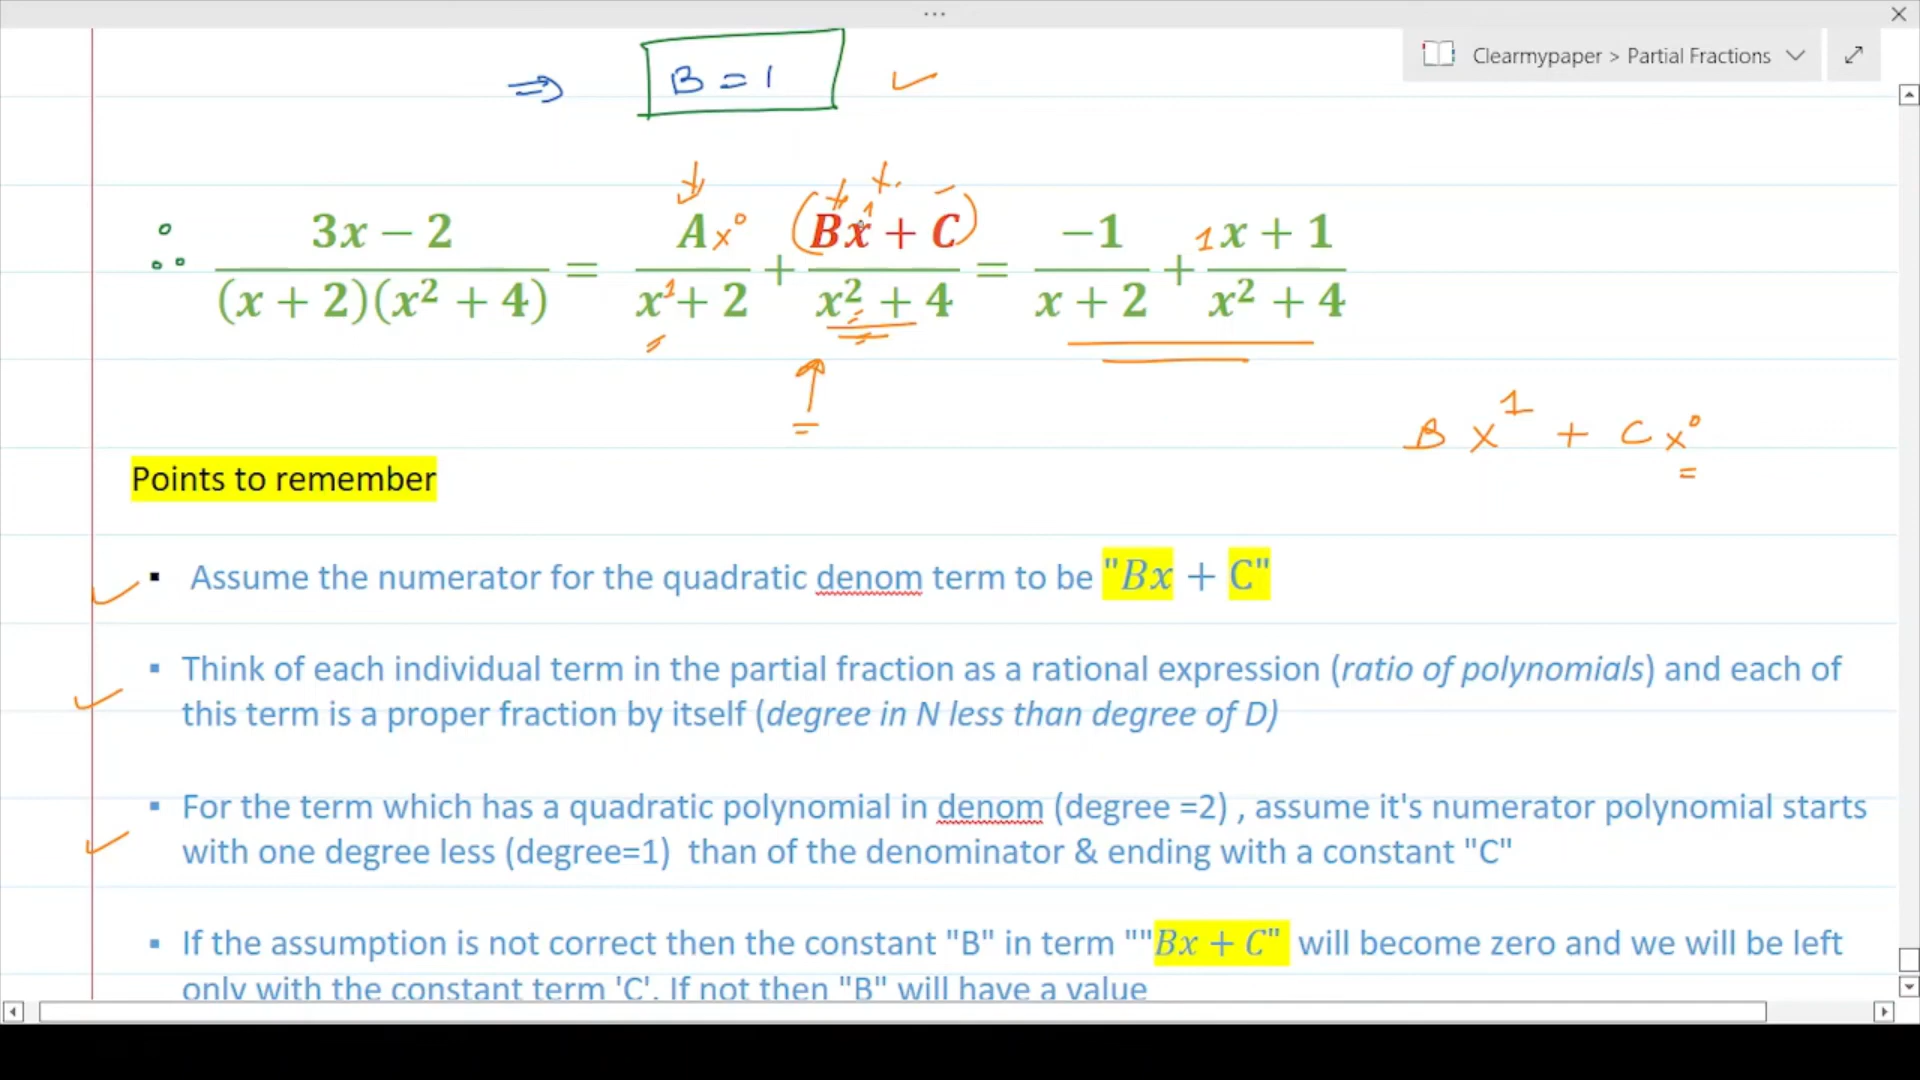 Clearmypaper > Partial Fractions
⇒ B = 1 ✓
∴ (3x − 2)/((x + 2)(x² + 4)) = Ax⁰/(x¹ + 2) + (Bx¹ + C)/(x² + 4) = −1/(x + 2) + (1x + 1)/(x² + 4)
B x¹ + C x⁰
Points to remember
▪ Assume the numerator for the quadratic denom term to be "Bx + C"
▪ Think of each individual term in the partial fraction as a rational expression (ratio of polynomials) and each of
this term is a proper fraction by itself (degree in N less than degree of D)
▪ For the term which has a quadratic polynomial in denom (degree =2) , assume it's numerator polynomial starts
with one degree less (degree=1) than of the denominator & ending with a constant "C"
▪ If the assumption is not correct then the constant "B" in term ""Bx + C" will become zero and we will be left
only with the constant term 'C'. If not then "B" will have a value